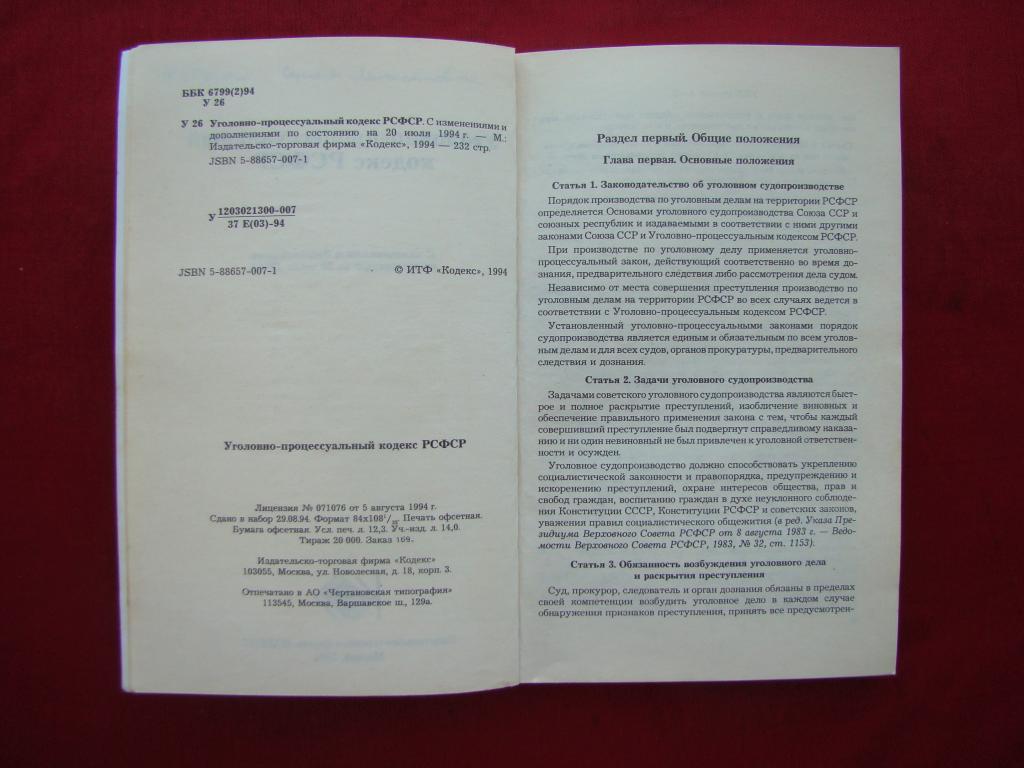 ББК 6799(2)94
У 26
У 26 Уголовно-процессуальный кодекс РСФСР. С изменениями и
дополнениями по состоянию на 20 июля 1994 г. — М.:
Издательско-торговая фирма «Кодекс», 1994 — 232 стр.
JSBN 5-88657-007-1
У 1203021300-007
37 Е(03)-94
JSBN 5-88657-007-1 © ИТФ «Кодекс», 1994
Уголовно-процессуальный кодекс РСФСР
Лицензия № 071076 от 5 августа 1994 г.
Сдано в набор 29.08.94. Формат 84x108¹/₃₂ Печать офсетная.
Бумага офсетная. Усл. печ. л. 12,3. Уч.-изд. л. 14,0.
Тираж 20 000. Заказ 169.
Издательско-торговая фирма «Кодекс»
103055, Москва, ул. Новолесная, д. 18, корп. 3.
Отпечатано в АО «Чертановская типография»
113545, Москва, Варшавское ш., 129а.
Раздел первый. Общие положения
Глава первая. Основные положения
Статья 1. Законодательство об уголовном судопроизводстве
Порядок производства по уголовным делам на территории РСФСР
определяется Основами уголовного судопроизводства Союза ССР и
союзных республик и издаваемыми в соответствии с ними другими
законами Союза ССР и Уголовно-процессуальным кодексом РСФСР.
При производстве по уголовному делу применяется уголовно-
процессуальный закон, действующий соответственно во время до-
знания, предварительного следствия либо рассмотрения дела судом.
Независимо от места совершения преступления производство по
уголовным делам на территории РСФСР во всех случаях ведется в
соответствии с Уголовно-процессуальным кодексом РСФСР.
Установленный уголовно-процессуальными законами порядок
судопроизводства является единым и обязательным по всем уголов-
ным делам и для всех судов, органов прокуратуры, предварительного
следствия и дознания.
Статья 2. Задачи уголовного судопроизводства
Задачами советского уголовного судопроизводства являются быст-
рое и полное раскрытие преступлений, изобличение виновных и
обеспечение правильного применения закона с тем, чтобы каждый
совершивший преступление был подвергнут справедливому наказа-
нию и ни один невиновный не был привлечен к уголовной ответствен-
ности и осужден.
Уголовное судопроизводство должно способствовать укреплению
социалистической законности и правопорядка, предупреждению и
искоренению преступлений, охране интересов общества, прав и
свобод граждан, воспитанию граждан в духе неуклонного соблюде-
ния Конституции СССР, Конституции РСФСР и советских законов,
уважения правил социалистического общежития (в ред. Указа Пре-
зидиума Верховного Совета РСФСР от 8 августа 1983 г. — Ведо-
мости Верховного Совета РСФСР, 1983, № 32, ст. 1153).
Статья 3. Обязанность возбуждения уголовного дела
и раскрытия преступления
Суд, прокурор, следователь и орган дознания обязаны в пределах
своей компетенции возбудить уголовное дело в каждом случае
обнаружения признаков преступления, принять все предусмотрен-